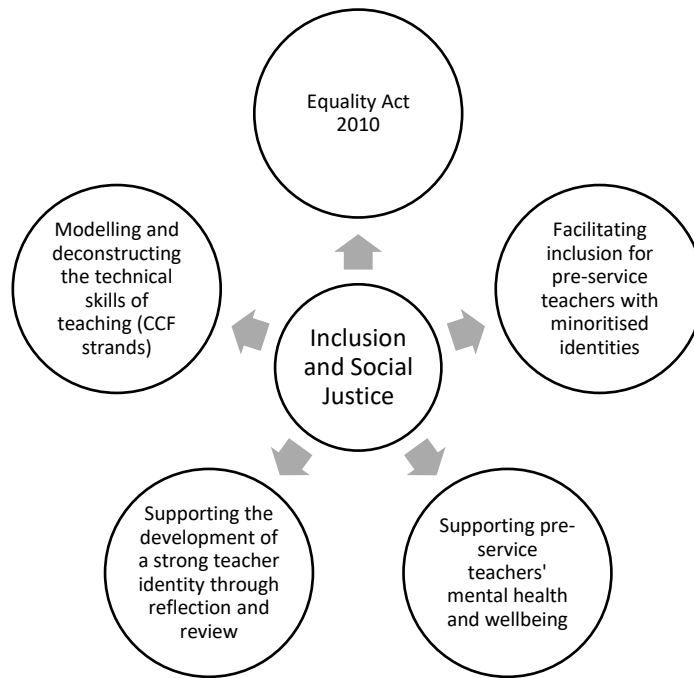 Equality Act
2010
Modelling and
deconstructing
the technical
skills of
teaching (CCF
strands)
Facilitating
inclusion for
pre-service
teachers with
minoritised
identities
Inclusion
and Social
Justice
Supporting the
development of
a strong teacher
identity through
reflection and
review
Supporting pre-
service
teachers'
mental health
and wellbeing